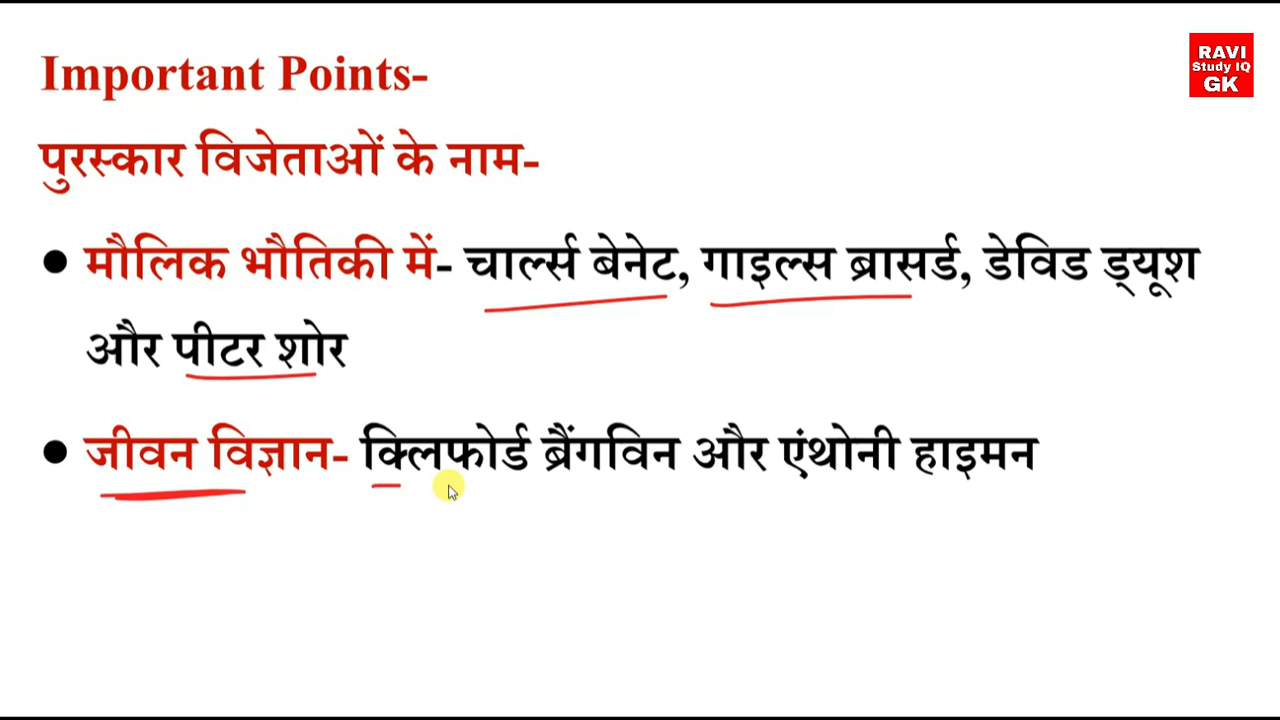 Important Points-
RAVI
Study IQ
GK
पुरस्कार विजेताओं के नाम-
● मौलिक भौतिकी में- चार्ल्स बेनेट, गाइल्स ब्रासर्ड, डेविड ड्यूश
और पीटर शोर
● जीवन विज्ञान- क्लिफोर्ड ब्रैंगविन और एंथोनी हाइमन